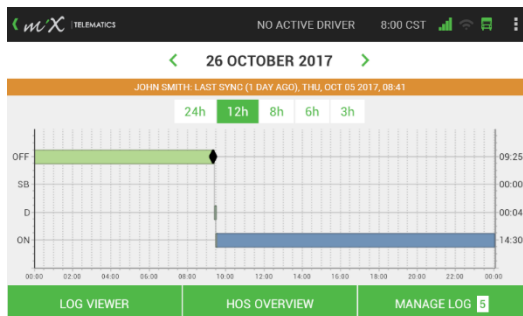 miX TELEMATICS NO ACTIVE DRIVER 8:00 CST
26 OCTOBER 2017
JOHN SMITH: LAST SYNC (1 DAY AGO), THU, OCT 05 2017, 08:41
24h 12h 8h 6h 3h
OFF 09:25
SB 00:00
D 00:04
ON 14:30
00:00 02:00 04:00 06:00 08:00 10:00 12:00 14:00 16:00 18:00 20:00 22:00 00:00
LOG VIEWER HOS OVERVIEW MANAGE LOG 5